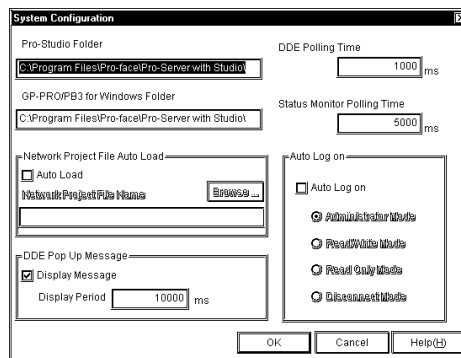 System Configuration
Pro-Studio Folder
C:\Program Files\Pro-face\Pro-Server with Studio\
GP-PRO/PB3 for Windows Folder
C:\Program Files\Pro-face\Pro-Server with Studio\
DDE Polling Time
1000 ms
Status Monitor Polling Time
5000 ms
Network Project File Auto Load
Auto Load
Network Project File Name
Browse ...
DDE Pop Up Message
Display Message
Display Period 10000 ms
Auto Log on
Auto Log on
Administrator Mode
Read/Write Mode
Read Only Mode
Disconnect Mode
OK Cancel Help(H)